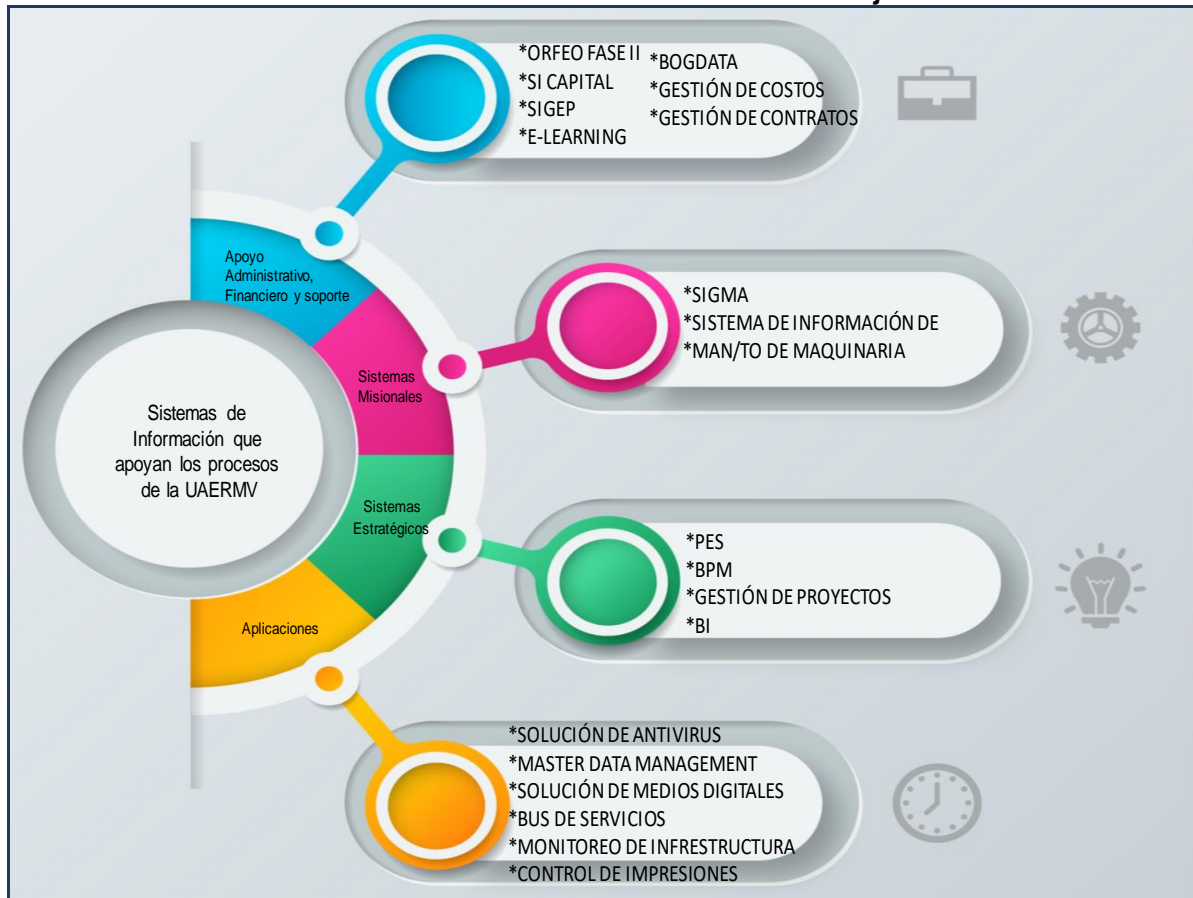 *ORFEO FASE II
*SI CAPITAL
*SIGEP
*E-LEARNING
*BOGDATA
*GESTIÓN DE COSTOS
*GESTIÓN DE CONTRATOS
Apoyo
Administrativo,
Financiero y soporte
*SIGMA
*SISTEMA DE INFORMACIÓN DE
*MAN/TO DE MAQUINARIA
Sistemas
Misionales
Sistemas de
Información que
apoyan los procesos
de la UAERMV
Sistemas
Estratégicos
*PES
*BPM
*GESTIÓN DE PROYECTOS
*BI
Aplicaciones
*SOLUCIÓN DE ANTIVIRUS
*MASTER DATA MANAGEMENT
*SOLUCIÓN DE MEDIOS DIGITALES
*BUS DE SERVICIOS
*MONITOREO DE INFRESTRUCTURA
*CONTROL DE IMPRESIONES